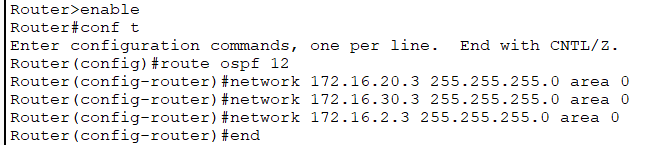 Router>enable
Router#conf t
Enter configuration commands, one per line.  End with CNTL/Z.
Router(config)#route ospf 12
Router(config-router)#network 172.16.20.3 255.255.255.0 area 0
Router(config-router)#network 172.16.30.3 255.255.255.0 area 0
Router(config-router)#network 172.16.2.3 255.255.255.0 area 0
Router(config-router)#end